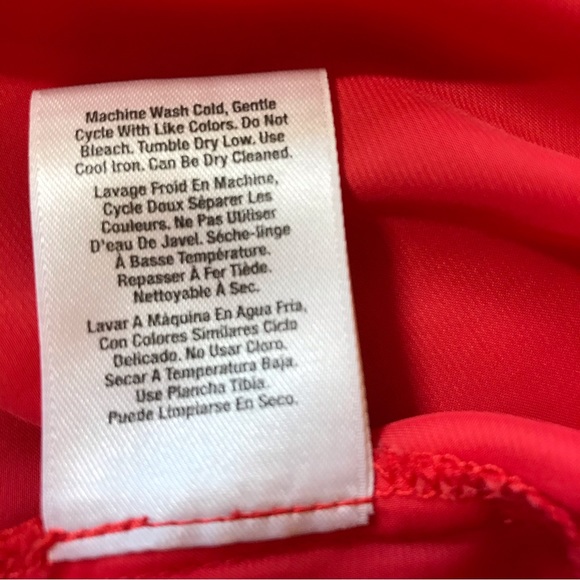 Machine Wash Cold, Gentle
Cycle With Like Colors. Do Not
Bleach. Tumble Dry Low. Use
Cool Iron. Can Be Dry Cleaned.
Lavage Froid En Machine,
Cycle Doux Séparer Les
Couleurs. Ne Pas Utiliser
D'eau De Javel. Séche-linge
À Basse Température.
Repasser À Fer Tiède.
Nettoyable À Sec.
Lavar A Máquina En Agua Fria,
Con Colores Similares Ciclo
Delicado. No Usar Cloro.
Secar A Temperatura Baja.
Use Plancha Tibia.
Puede Limpiarse En Seco.